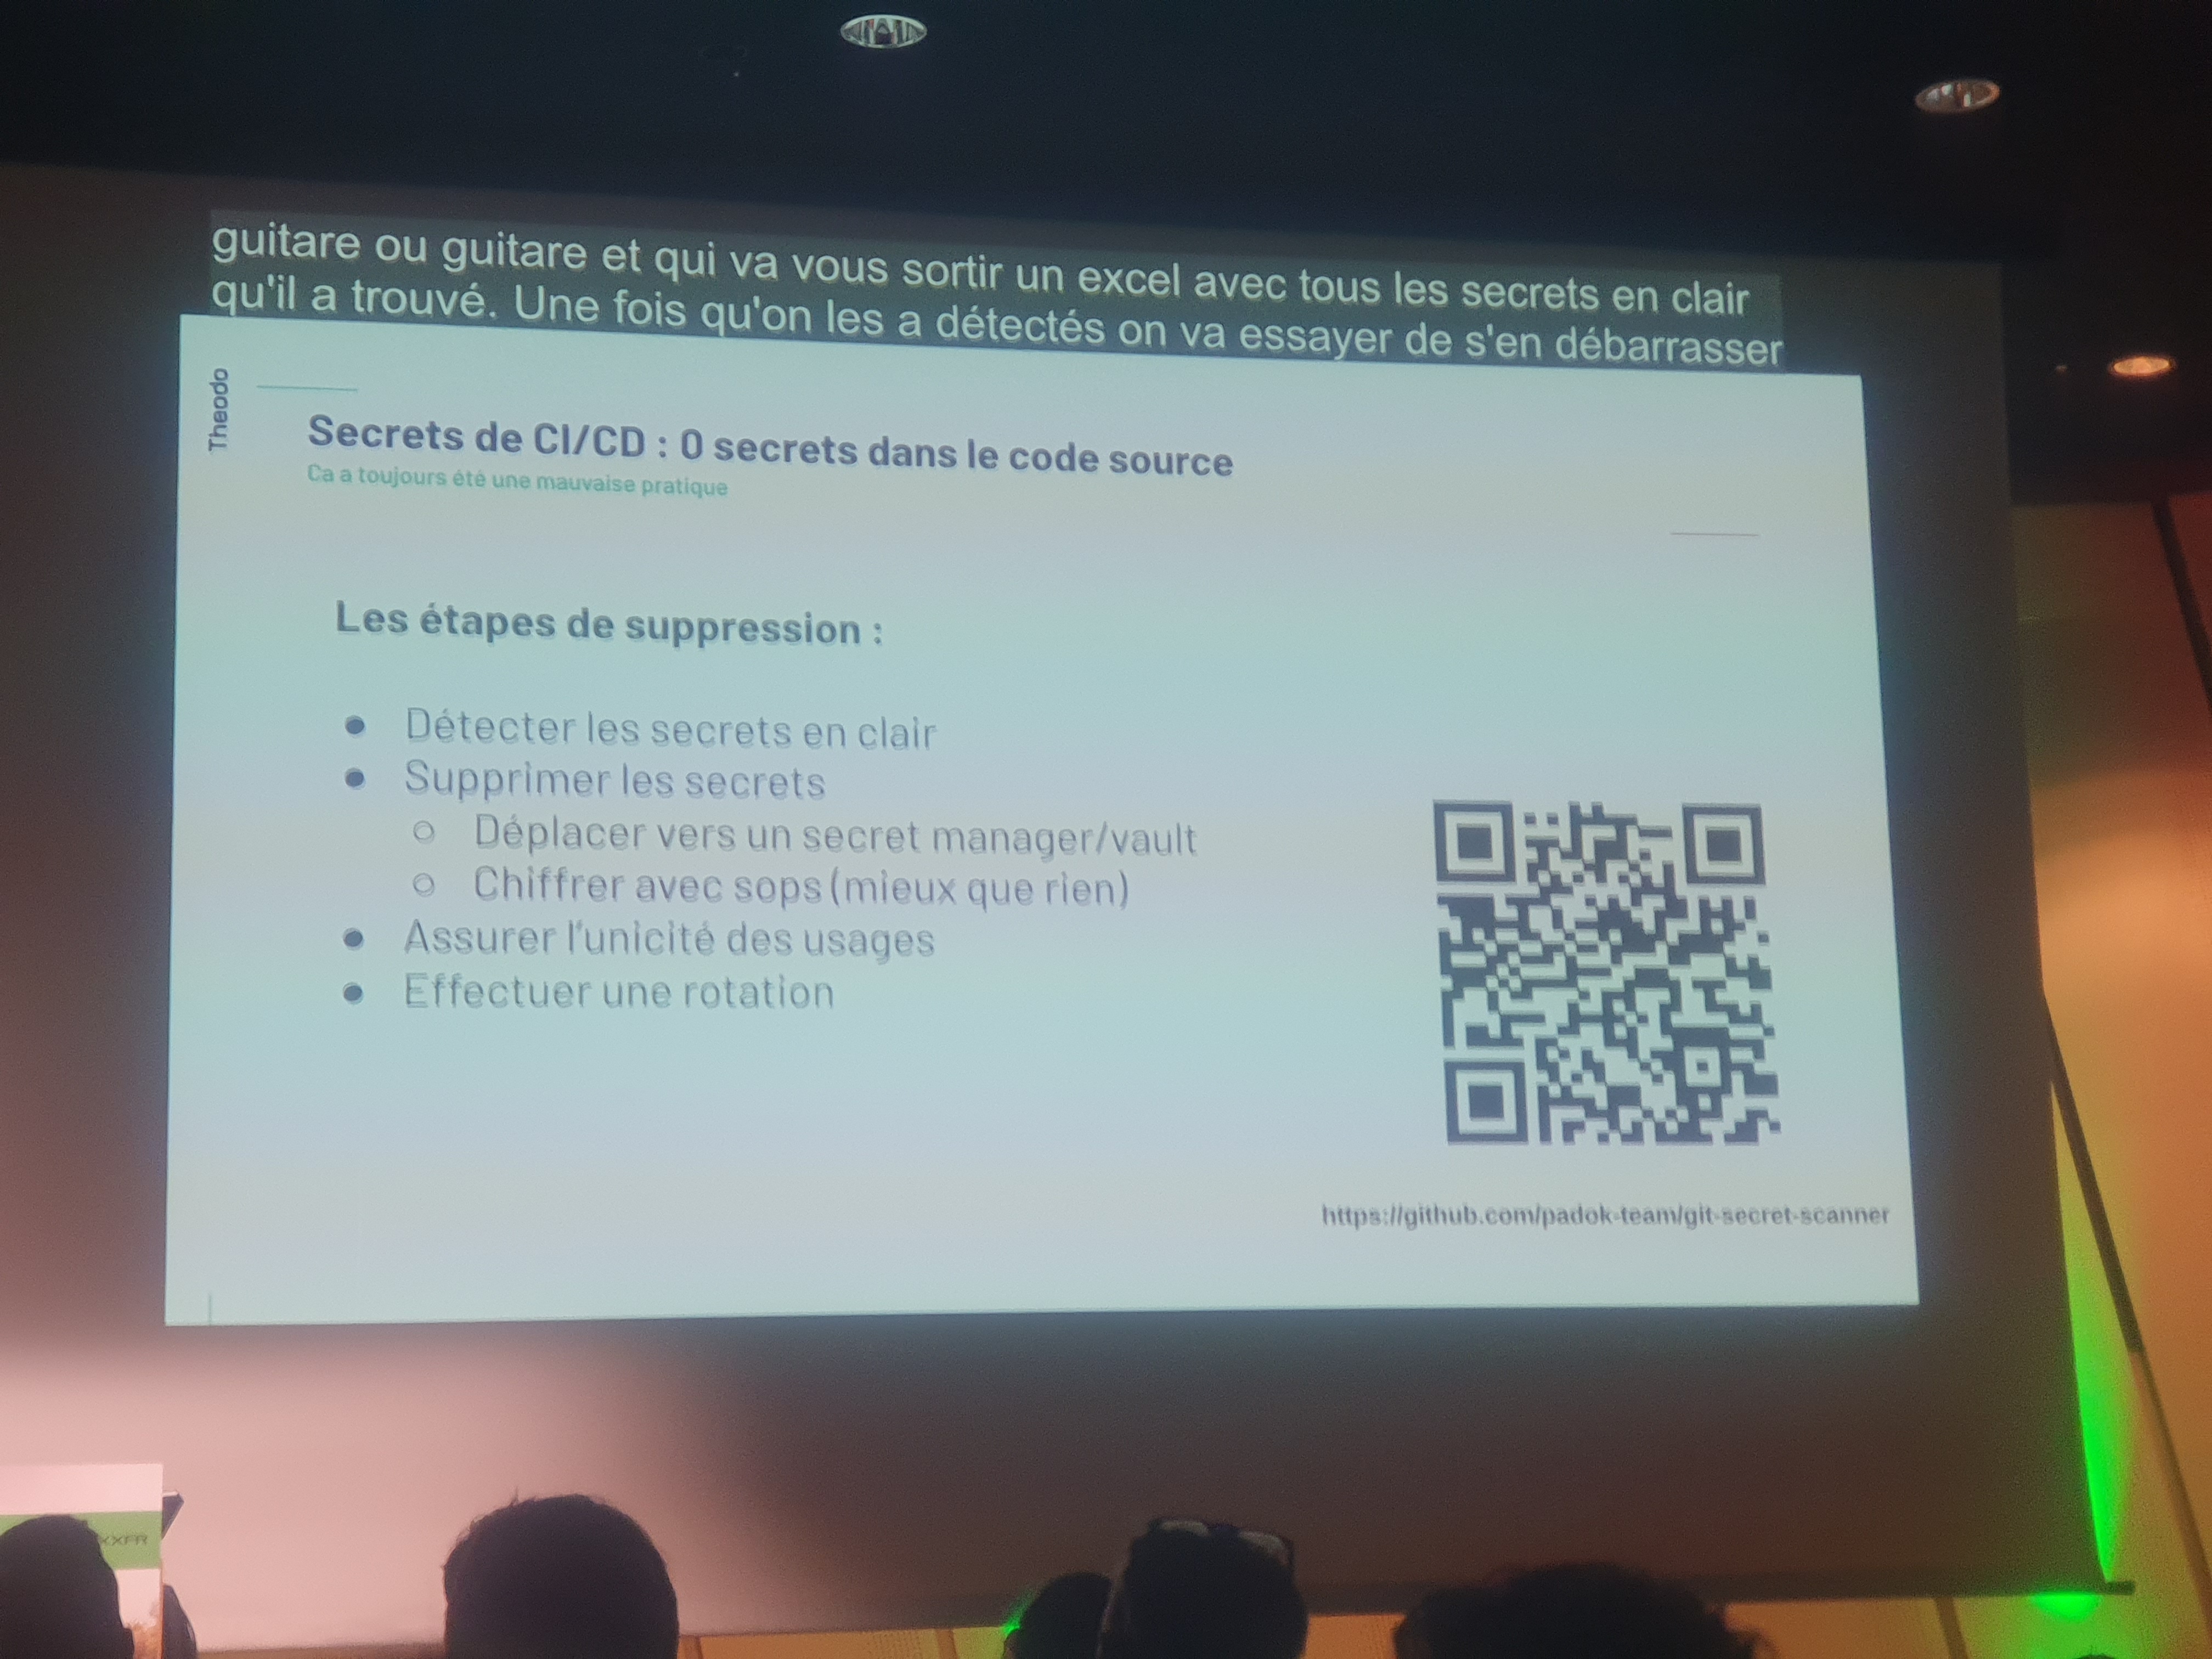 guitare ou guitare et qui va vous sortir un excel avec tous les secrets en clair
qu'il a trouvé. Une fois qu'on les a détectés on va essayer de s'en débarrasser
Theodo
Secrets de CI/CD : 0 secrets dans le code source
Ca a toujours été une mauvaise pratique
Les étapes de suppression :
● Détecter les secrets en clair
● Supprimer les secrets
○ Déplacer vers un secret manager/vault
○ Chiffrer avec sops (mieux que rien)
● Assurer l'unicité des usages
● Effectuer une rotation
https://github.com/padok-team/git-secret-scanner